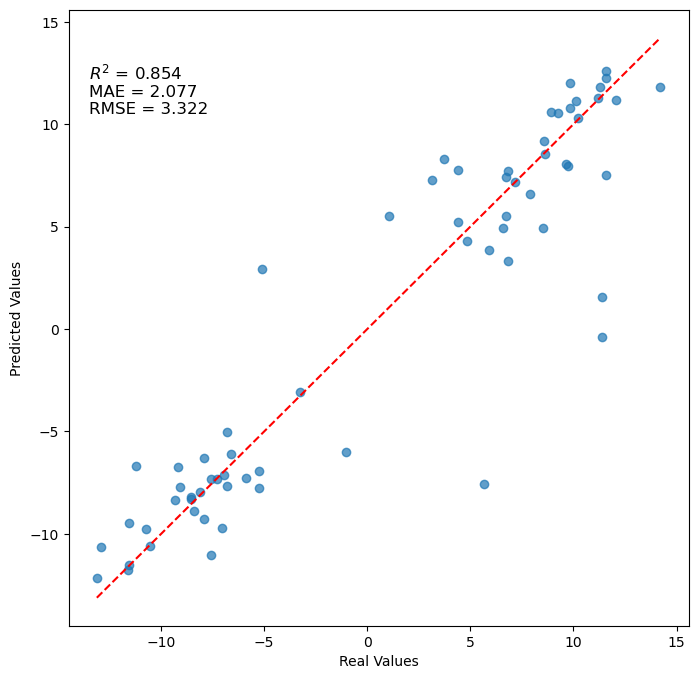 15
10
5
0
−5
−10
Predicted Values
R² = 0.854
MAE = 2.077
RMSE = 3.322
−10 −5 0 5 10 15
Real Values